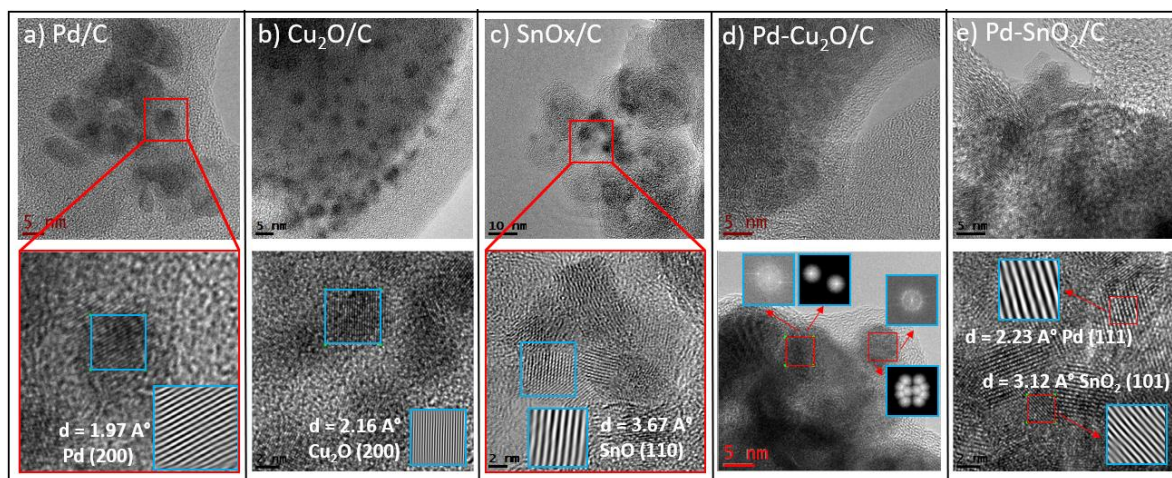 a) Pd/C
5 nm
b) Cu₂O/C
5 nm
c) SnOx/C
10 nm
d) Pd-Cu₂O/C
5 nm
e) Pd-SnO₂/C
5 nm
d = 1.97 A°
Pd (200)
d = 2.16 A°
Cu₂O (200)
2 nm
d = 3.67 A°
SnO (110)
2 nm
5 nm
d = 2.23 A° Pd (111)
d = 3.12 A° SnO₂ (101)
2 nm